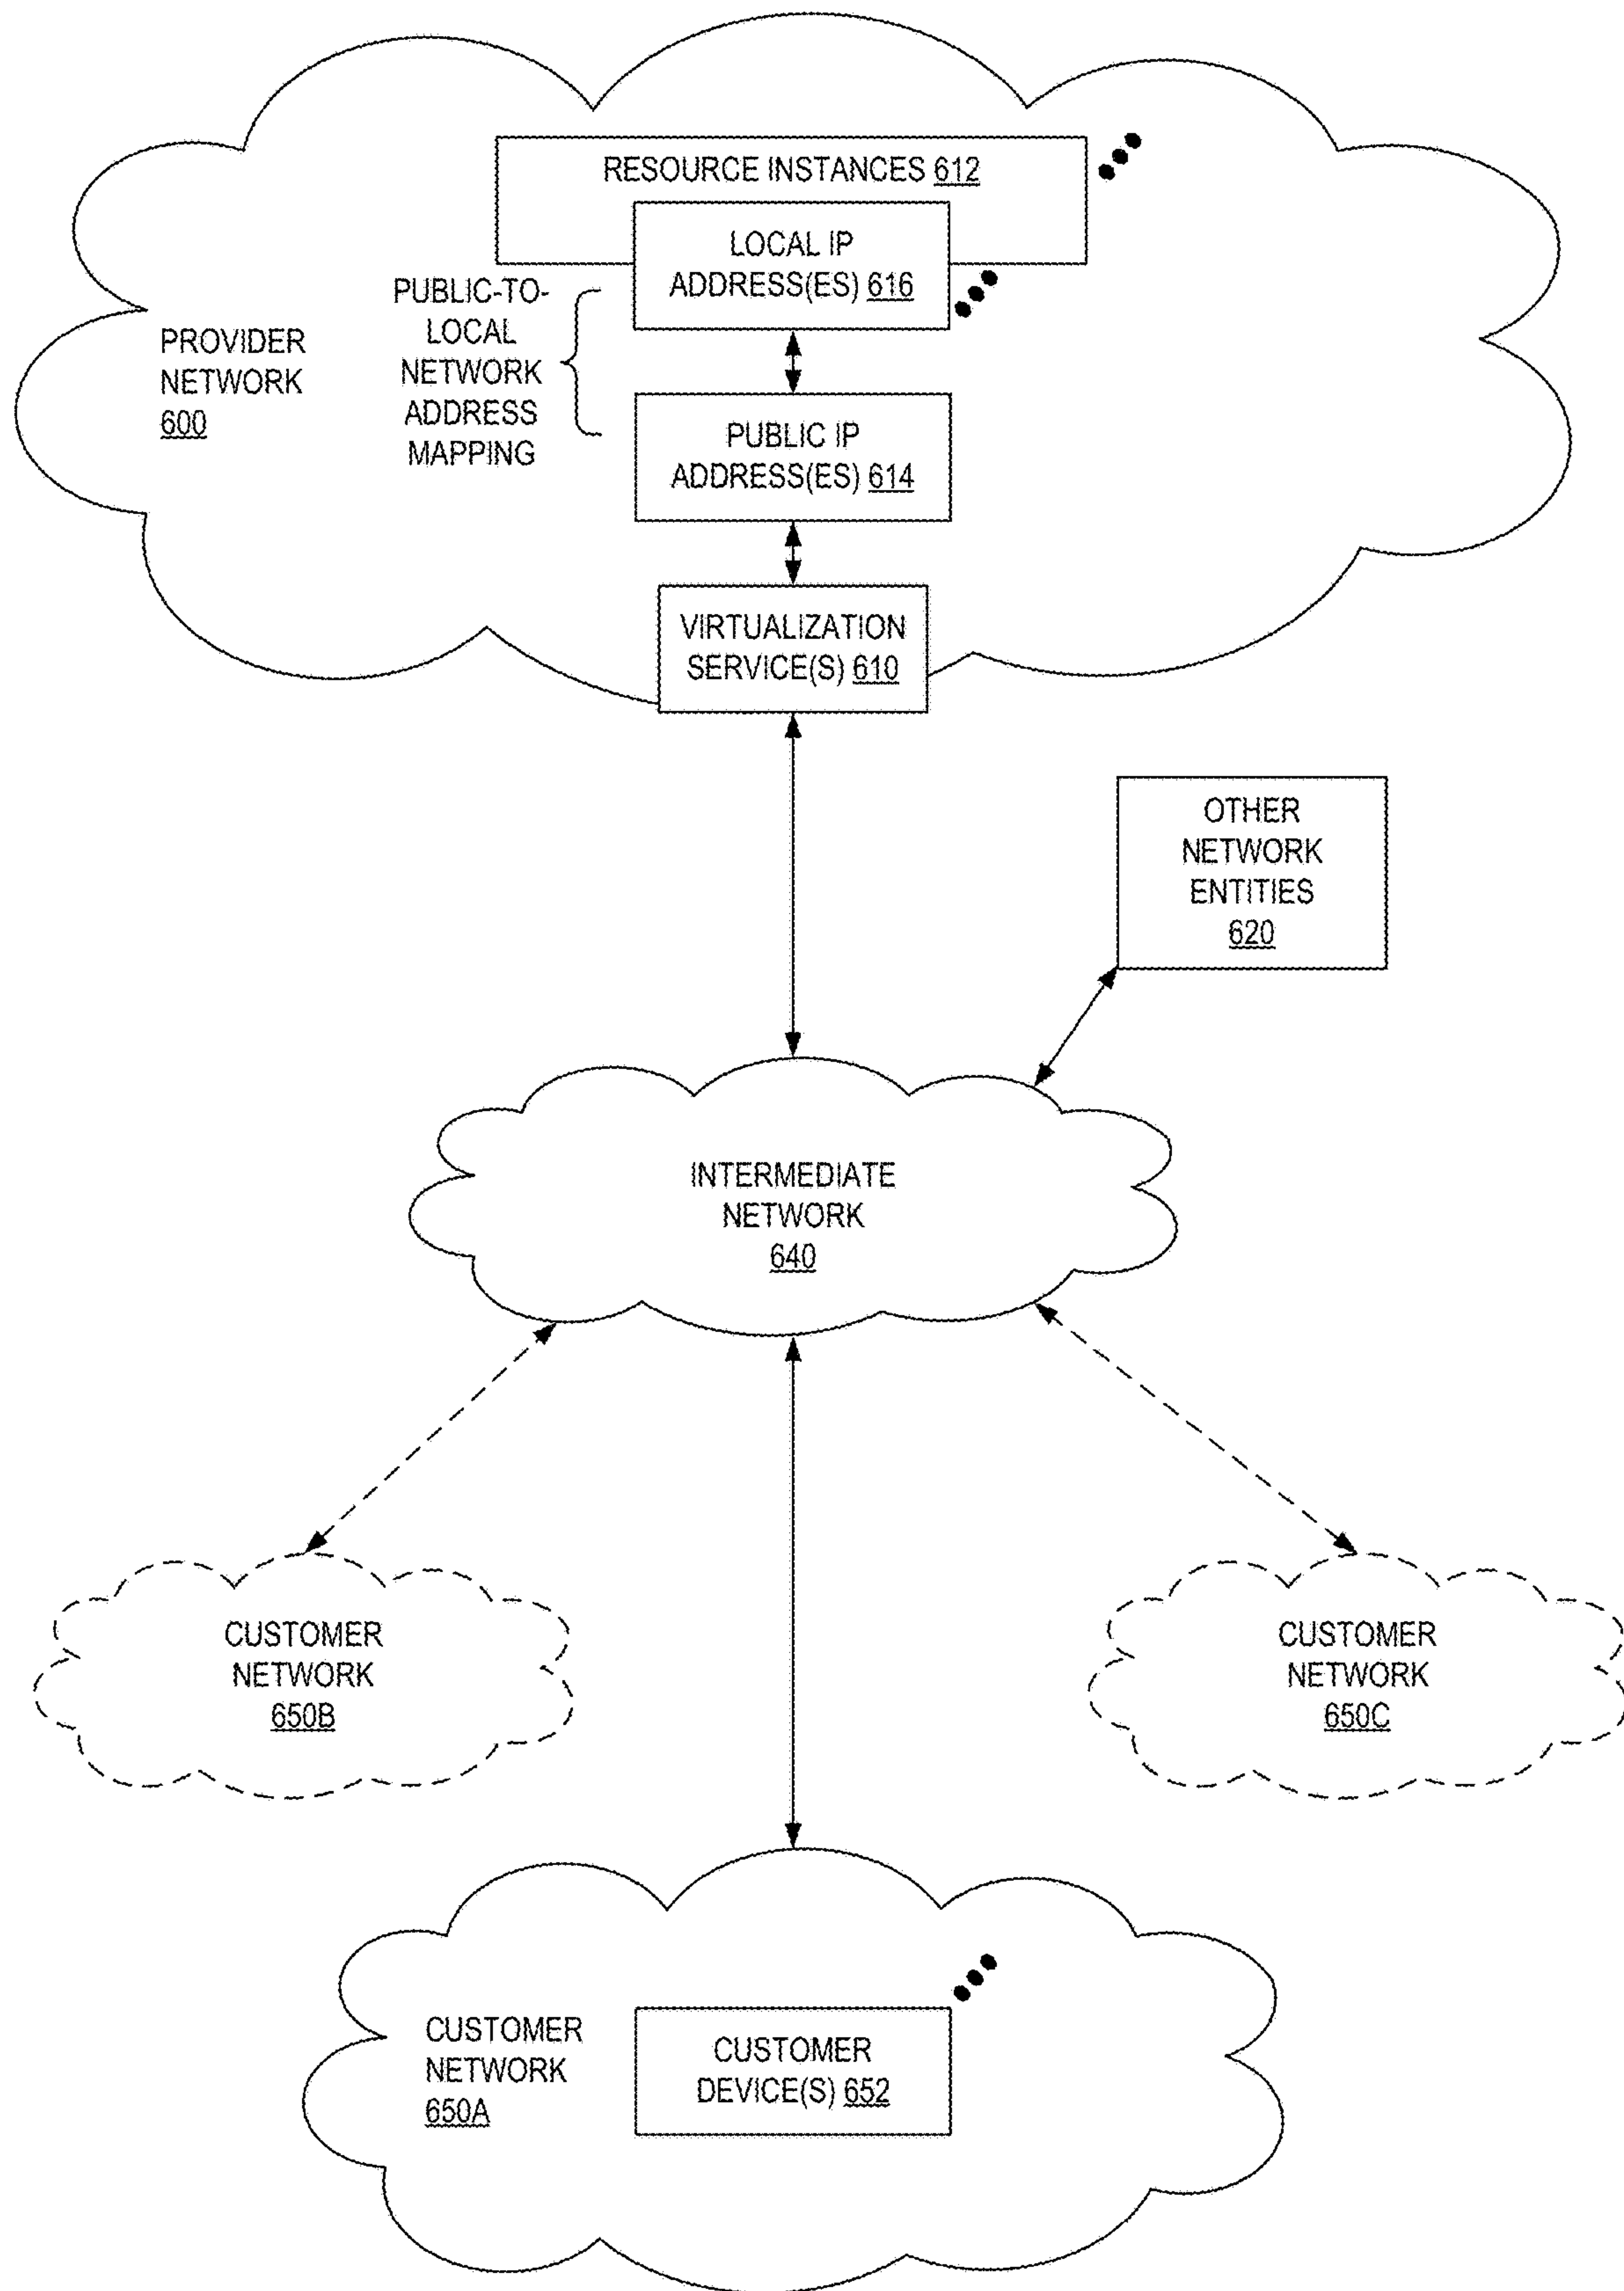 RESOURCE INSTANCES 612
LOCAL IP
ADDRESS(ES) 616
PUBLIC-TO-
LOCAL
NETWORK
ADDRESS
MAPPING
PROVIDER
NETWORK
600
PUBLIC IP
ADDRESS(ES) 614
VIRTUALIZATION
SERVICE(S) 610
OTHER
NETWORK
ENTITIES
620
INTERMEDIATE
NETWORK
640
CUSTOMER
NETWORK
650B
CUSTOMER
NETWORK
650C
CUSTOMER
NETWORK
650A
CUSTOMER
DEVICE(S) 652